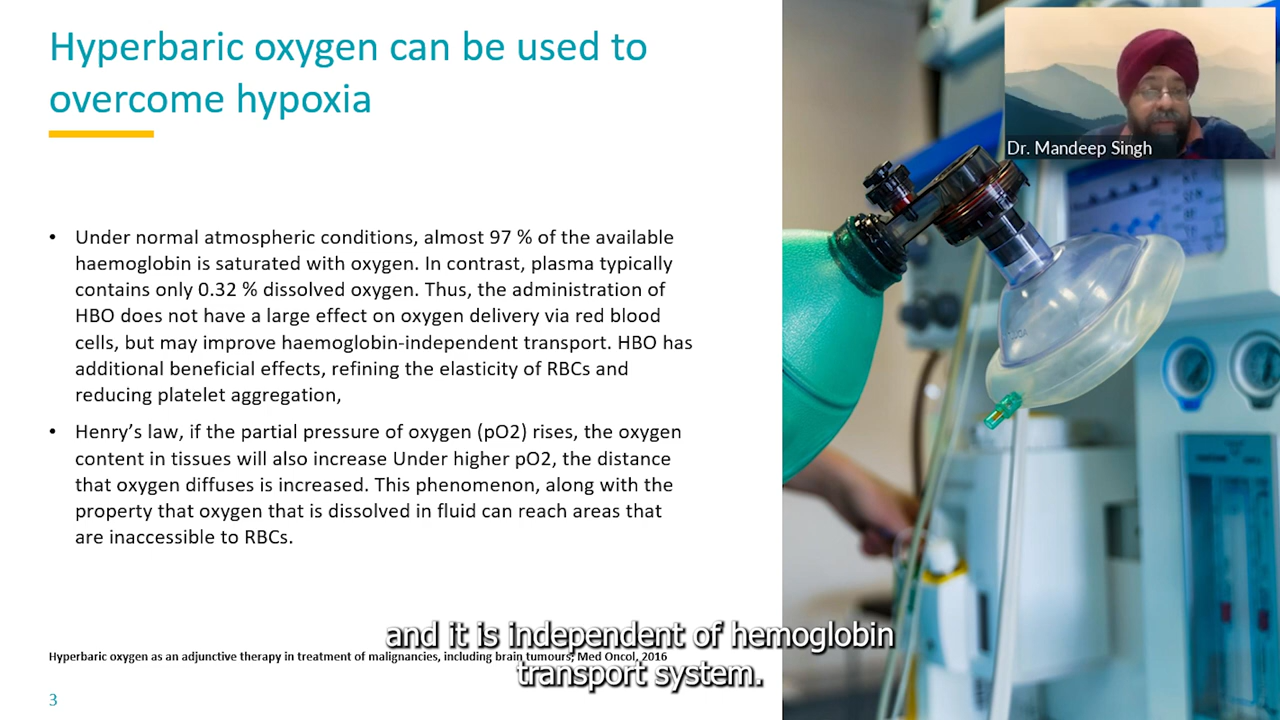 Hyperbaric oxygen can be used to
overcome hypoxia
Dr. Mandeep Singh
• Under normal atmospheric conditions, almost 97 % of the available
haemoglobin is saturated with oxygen. In contrast, plasma typically
contains only 0.32 % dissolved oxygen. Thus, the administration of
HBO does not have a large effect on oxygen delivery via red blood
cells, but may improve haemoglobin-independent transport. HBO has
additional beneficial effects, refining the elasticity of RBCs and
reducing platelet aggregation,
• Henry’s law, if the partial pressure of oxygen (pO2) rises, the oxygen
content in tissues will also increase Under higher pO2, the distance
that oxygen diffuses is increased. This phenomenon, along with the
property that oxygen that is dissolved in fluid can reach areas that
are inaccessible to RBCs.
and it is independent of hemoglobin
Hyperbaric oxygen as an adjunctive therapy in treatment of malignancies, including brain tumours; Med Oncol, 2016
transport system.
3